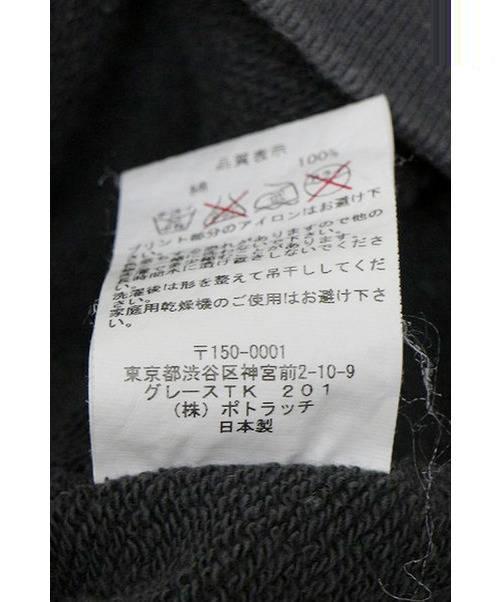 品質表示
綿 100%
プリント部分のアイロンはお避け下
さい。
洗濯後は形を整えて吊干ししてくだ
さい。
家庭用乾燥機のご使用はお避け下さ
い。
〒150-0001
東京都渋谷区神宮前2-10-9
グレースTK 201
(株) ポトラッチ
日本製